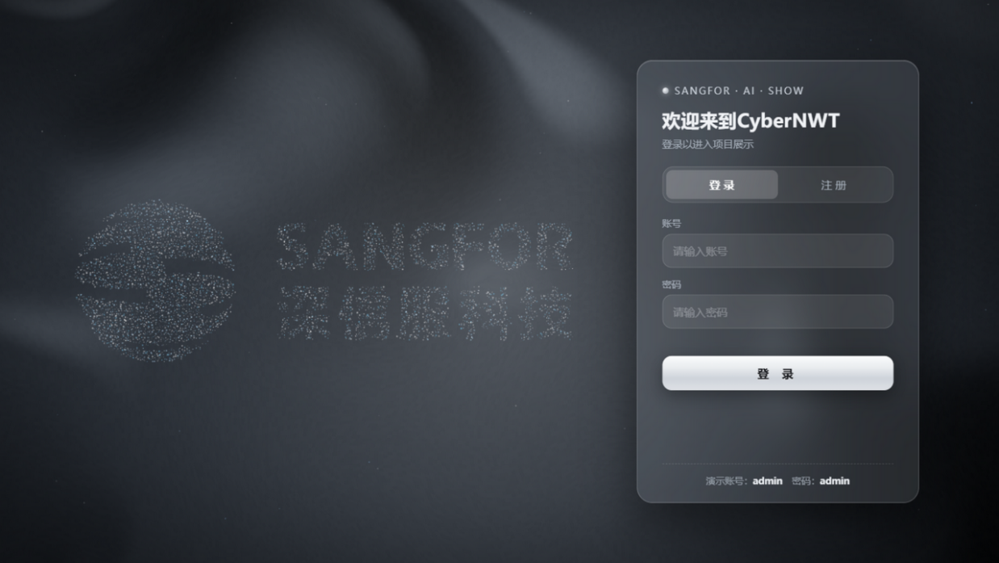 SANGFOR
深信服科技
SANGFOR · AI · SHOW
欢迎来到CyberNWT
登录以进入项目展示
登录 注册
账号
请输入账号
密码
请输入密码
登 录
演示账号：admin 密码：admin